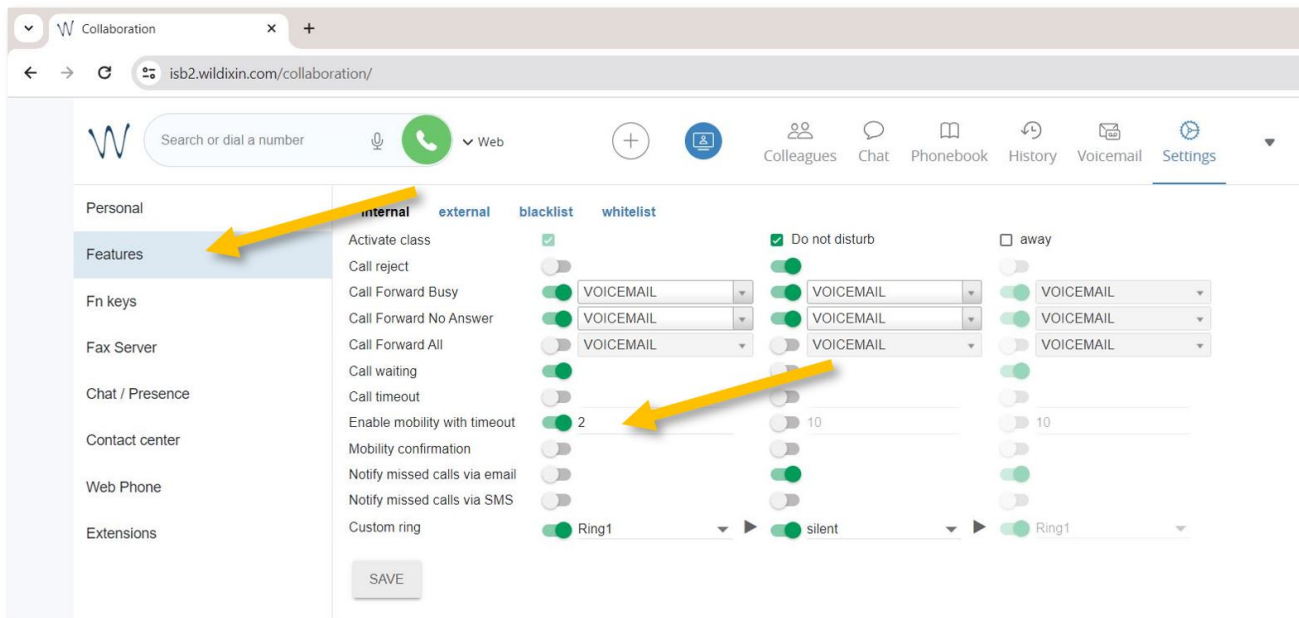 Collaboration
isb2.wildixin.com/collaboration/
Search or dial a number Web Colleagues Chat Phonebook History Voicemail Settings
Personal
Features
Fn keys
Fax Server
Chat / Presence
Contact center
Web Phone
Extensions
internal external blacklist whitelist
Activate class Do not disturb away
Call reject
Call Forward Busy VOICEMAIL VOICEMAIL VOICEMAIL
Call Forward No Answer VOICEMAIL VOICEMAIL VOICEMAIL
Call Forward All VOICEMAIL VOICEMAIL VOICEMAIL
Call waiting
Call timeout
Enable mobility with timeout 2 10 10
Mobility confirmation
Notify missed calls via email
Notify missed calls via SMS
Custom ring Ring1 silent Ring1
SAVE